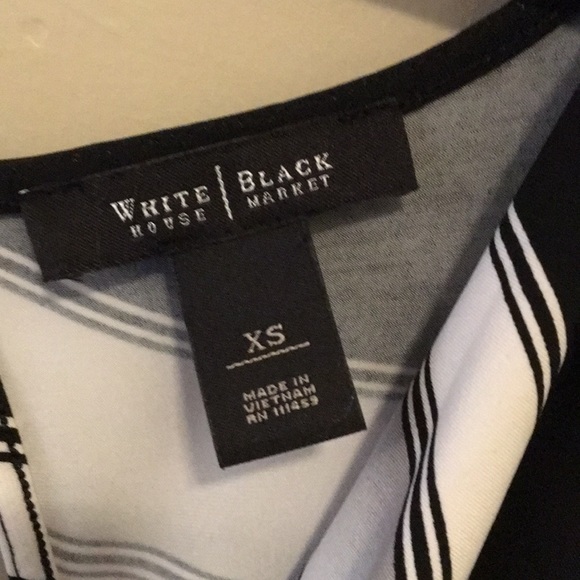 WHITE | BLACK
HOUSE | MARKET
XS
MADE IN
VIETNAM
RN 111459